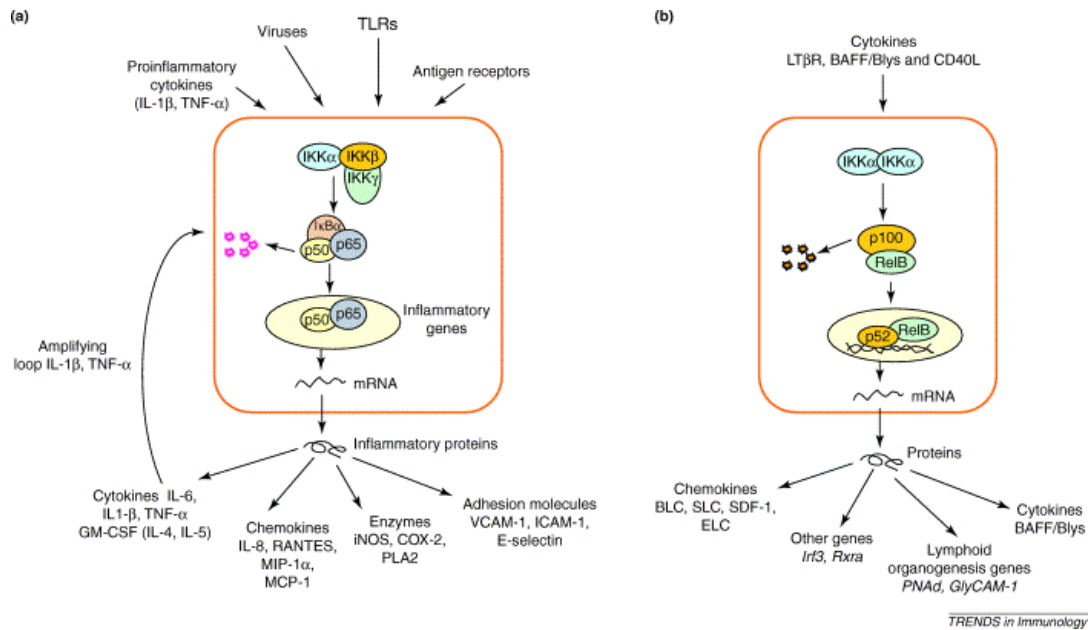 (a)
Viruses
TLRs
Proinflammatory
cytokines
(IL-1β, TNF-α)
Antigen receptors
IKKα
IKKβ
IKKγ
IκBα
p50
p65
p50
p65
Inflammatory
genes
Amplifying
loop IL-1β, TNF-α
mRNA
Inflammatory proteins
Cytokines IL-6,
IL1-β, TNF-α
GM-CSF (IL-4, IL-5)
Chemokines
IL-8, RANTES,
MIP-1α,
MCP-1
Enzymes
iNOS, COX-2,
PLA2
Adhesion molecules
VCAM-1, ICAM-1,
E-selectin
(b)
Cytokines
LTβR, BAFF/Blys and CD40L
IKKα
IKKα
p100
RelB
p52
RelB
mRNA
Proteins
Chemokines
BLC, SLC, SDF-1,
ELC
Other genes
Irf3, Rxra
Lymphoid
organogenesis genes
PNAd, GlyCAM-1
Cytokines
BAFF/Blys
TRENDS in Immunology